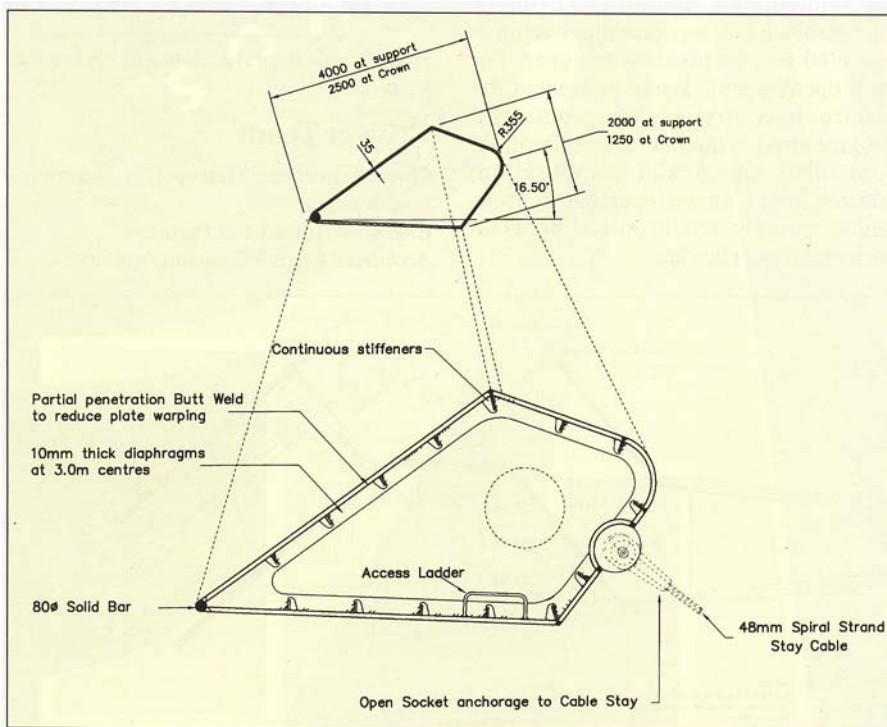 4000 at support
2500 at Crown
35
R355
2000 at support
1250 at Crown
16.50°
Continuous stiffeners
Partial penetration Butt Weld
to reduce plate warping
10mm thick diaphragms
at 3.0m centres
Access Ladder
80ø Solid Bar
48mm Spiral Strand
Stay Cable
Open Socket anchorage to Cable Stay